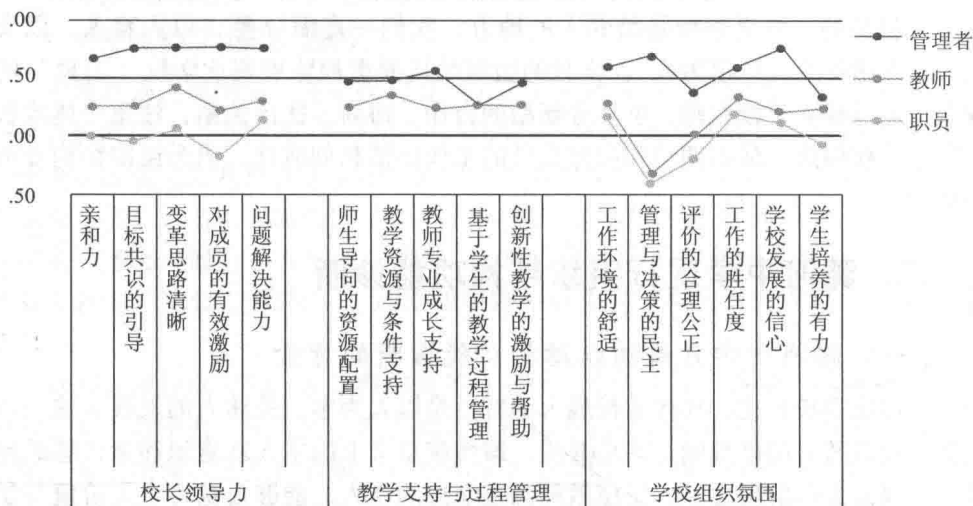 .00
.50
.00
.50
管理者
教师
职员
亲和力
目标共识的引导
变革思路清晰
对成员的有效激励
问题解决能力
师生导向的资源配置
教学资源与条件支持
教师专业成长支持
基于学生的教学过程管理
创新性教学的激励与帮助
工作环境的舒适
管理与决策的民主
评价的合理公正
工作的胜任度
学校发展的信心
学生培养的有力
校长领导力
教学支持与过程管理
学校组织氛围